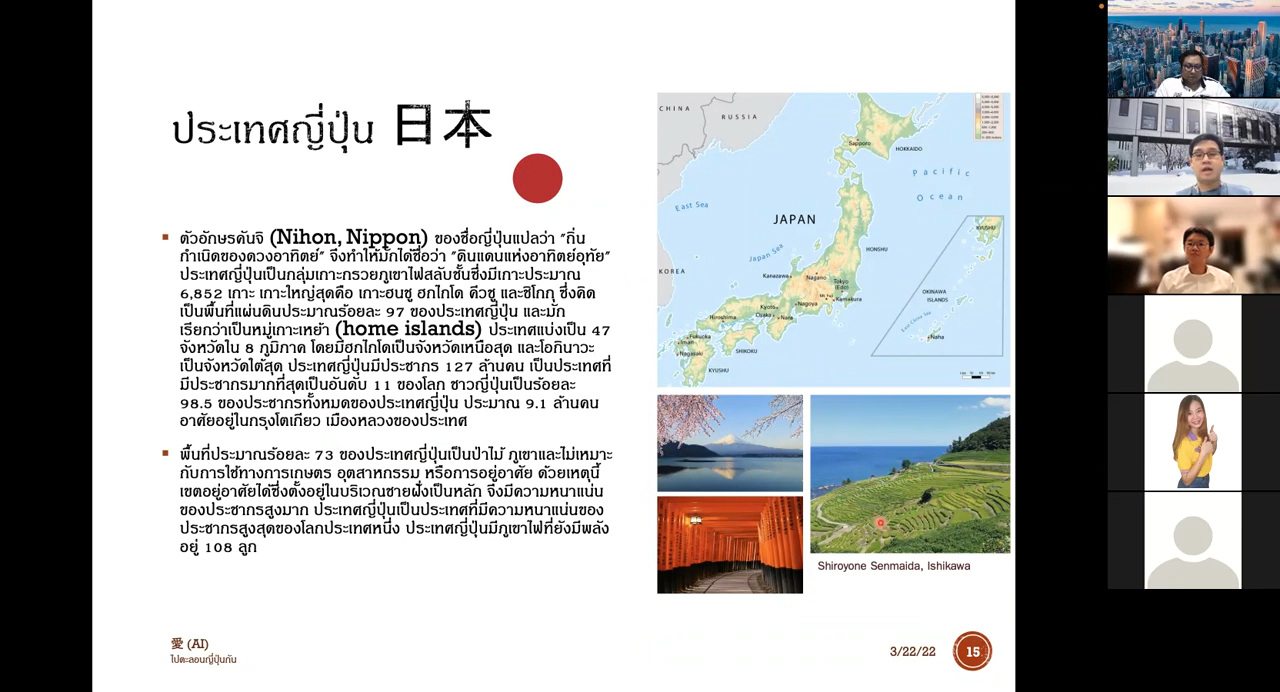 ประเทศญี่ปุ่น 日本
ตัวอักษรคันจิ (Nihon, Nippon) ของชื่อญี่ปุ่นแปลว่า "ถิ่น
กำเนิดของดวงอาทิตย์" จึงทำให้มักได้ชื่อว่า "ดินแดนแห่งอาทิตย์อุทัย"
ประเทศญี่ปุ่นเป็นกลุ่มเกาะกรวยภูเขาไฟสลับชั้นซึ่งมีเกาะประมาณ
6,852 เกาะ เกาะใหญ่สุดคือ เกาะฮนชู ฮกไกโด คีวชู และชิโกกุ ซึ่งคิด
เป็นพื้นที่แผ่นดินประมาณร้อยละ 97 ของประเทศญี่ปุ่น และมัก
เรียกว่าเป็นหมู่เกาะเหย้า (home islands) ประเทศแบ่งเป็น 47
จังหวัดใน 8 ภูมิภาค โดยมีฮกไกโดเป็นจังหวัดเหนือสุด และโอกินาวะ
เป็นจังหวัดใต้สุด ประเทศญี่ปุ่นมีประชากร 127 ล้านคน เป็นประเทศที่
มีประชากรมากที่สุดเป็นอันดับ 11 ของโลก ชาวญี่ปุ่นเป็นร้อยละ
98.5 ของประชากรทั้งหมดของประเทศญี่ปุ่น ประมาณ 9.1 ล้านคน
อาศัยอยู่ในกรุงโตเกียว เมืองหลวงของประเทศ
พื้นที่ประมาณร้อยละ 73 ของประเทศญี่ปุ่นเป็นป่าไม้ ภูเขาและไม่เหมาะ
กับการใช้ทางการเกษตร อุตสาหกรรม หรือการอยู่อาศัย ด้วยเหตุนี้
เขตอยู่อาศัยได้ซึ่งตั้งอยู่ในบริเวณชายฝั่งเป็นหลัก จึงมีความหนาแน่น
ของประชากรสูงมาก ประเทศญี่ปุ่นเป็นประเทศที่มีความหนาแน่นของ
ประชากรสูงสุดของโลกประเทศหนึ่ง ประเทศญี่ปุ่นมีภูเขาไฟที่ยังมีพลัง
อยู่ 108 ลูก
CHINA
RUSSIA
Sapporo
HOKKAIDO
Pacific
Ocean
East Sea
JAPAN
KYUSHU
Japan Sea
HONSHU
KOREA
Kanazawa
Nagano
Tokyo
(Edo)
OKINAWA
ISLANDS
Mt Fuji
Kamakura
Kyoto
Nagoya
Hiroshima
Osaka
Nara
East China Sea
Fukuoka
Imari
Naha
SHIKORU
Nagasaki
KYUSHU
Shiroyone Senmaida, Ishikawa
愛 (AI)
ไปตะลอนญี่ปุ่นกัน
3/22/22
15